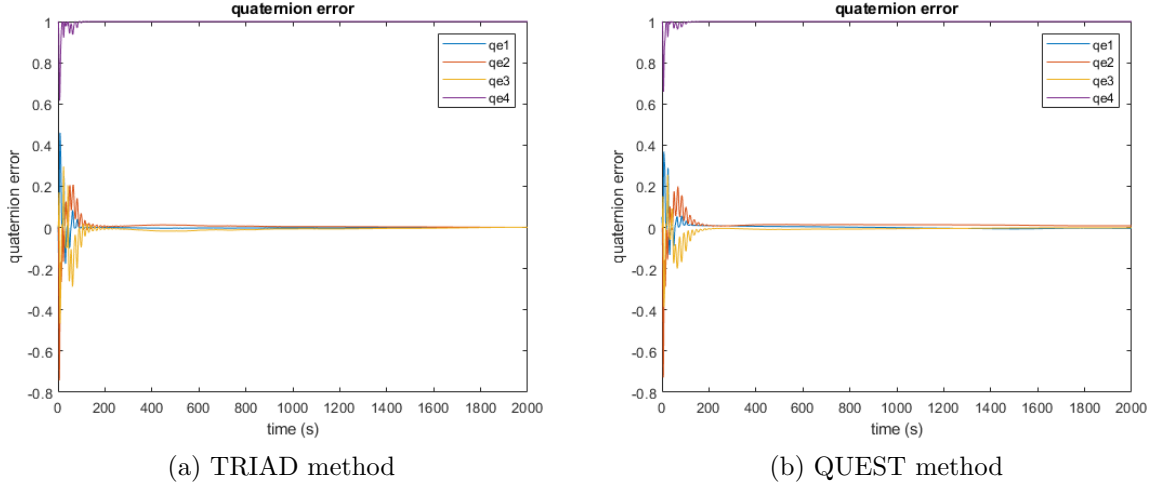 quaternion error
1
0.8
0.6
0.4
0.2
0
-0.2
-0.4
-0.6
-0.8
quaternion error
qe1
qe2
qe3
qe4
0 200 400 600 800 1000 1200 1400 1600 1800 2000
time (s)
(a) TRIAD method
quaternion error
1
0.8
0.6
0.4
0.2
0
-0.2
-0.4
-0.6
-0.8
quaternion error
qe1
qe2
qe3
qe4
0 200 400 600 800 1000 1200 1400 1600 1800 2000
time (s)
(b) QUEST method